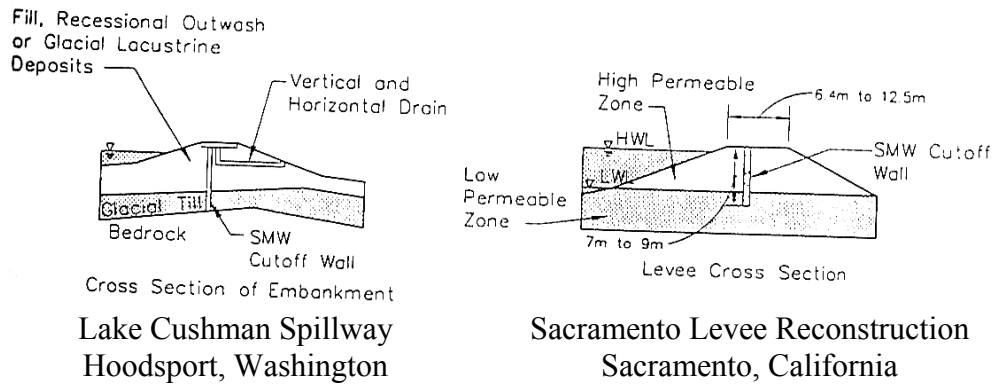 Fill, Recessional Outwash
or Glacial Lacustrine
Deposits
Vertical and
Horizontal Drain
Glacial Till
Bedrock
SMW
Cutoff Wall
Cross Section of Embankment
Lake Cushman Spillway
Hoodsport, Washington
High Permeable
Zone
6.4m to 12.5m
HWL
SMW Cutoff
Wall
LWL
Low
Permeable
Zone
7m to 9m
Levee Cross Section
Sacramento Levee Reconstruction
Sacramento, California